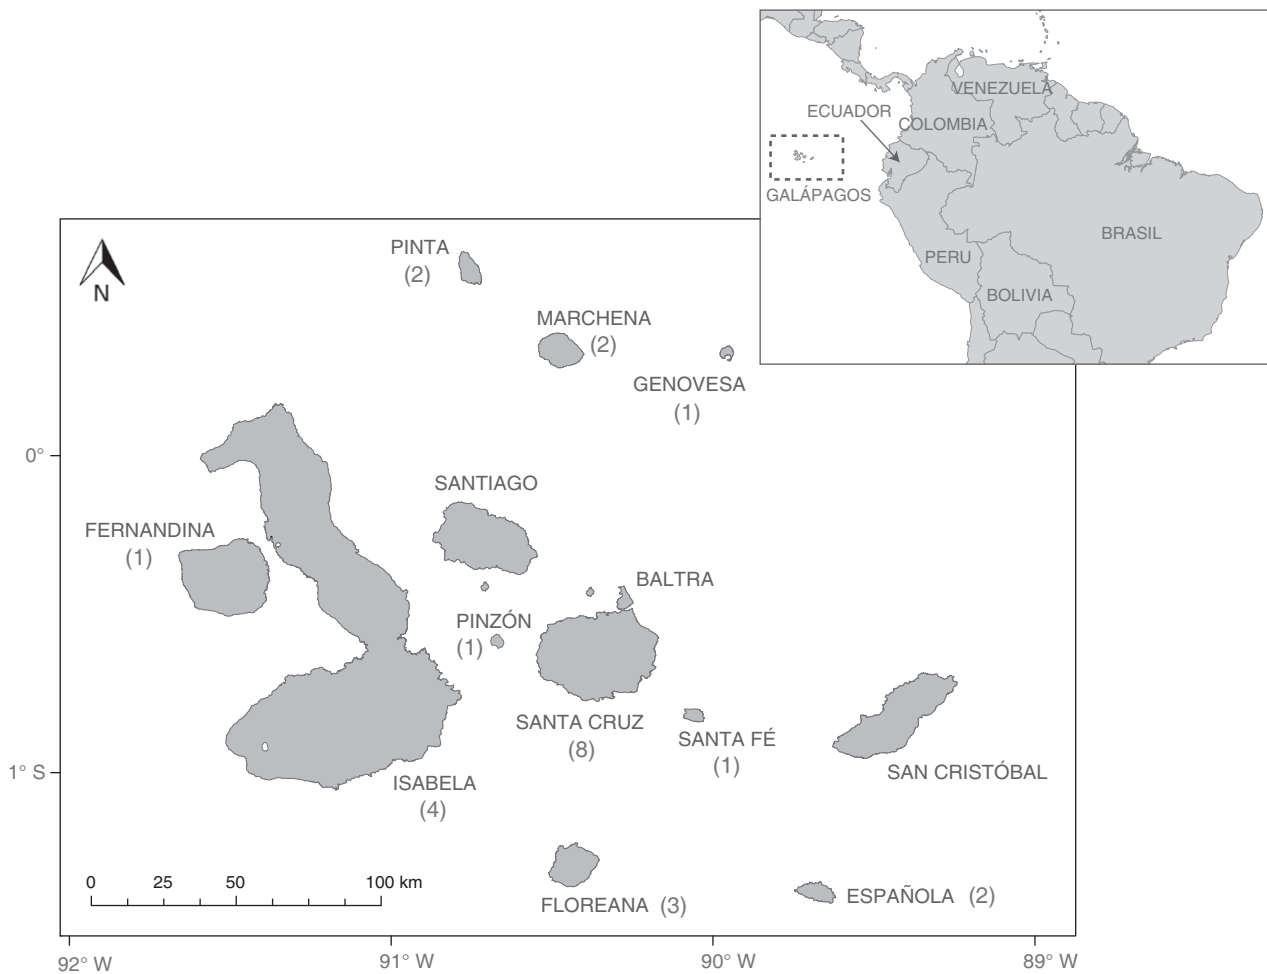 VENEZUELA
ECUADOR
COLOMBIA
GALÁPAGOS
BRASIL
PERU
BOLIVIA
N
PINTA
(2)
MARCHENA
(2)
GENOVESA
(1)
0°
SANTIAGO
FERNANDINA
(1)
BALTRA
PINZÓN
(1)
SANTA CRUZ
(8)
SANTA FÉ
(1)
1° S
SAN CRISTÓBAL
ISABELA
(4)
0 25 50 100 km
FLOREANA (3)
ESPAÑOLA (2)
92° W 91° W 90° W 89° W